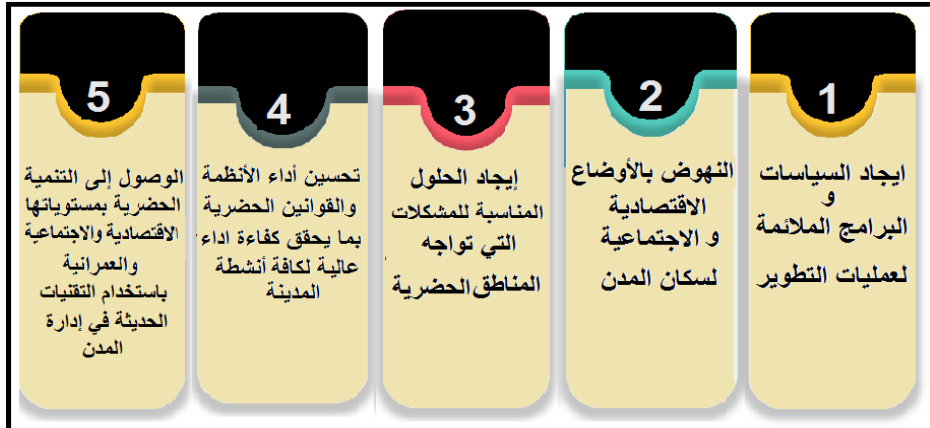 1
ايجاد السياسات
و
البرامج الملائمة
لعمليات التطوير
2
النهوض بالأوضاع
الاقتصادية
و الاجتماعية
لسكان المدن
3
إيجاد الحلول
المناسبة للمشكلات
التي تواجه
المناطق الحضرية
4
تحسين أداء الأنظمة
والقوانين الحضرية
بما يحقق كفاءة اداء
عالية لكافة أنشطة
المدينة
5
الوصول إلى التنمية
الحضرية بمستوياتها
الاقتصادية والاجتماعية
والعمرانية
باستخدام التقنيات
الحديثة في إدارة
المدن